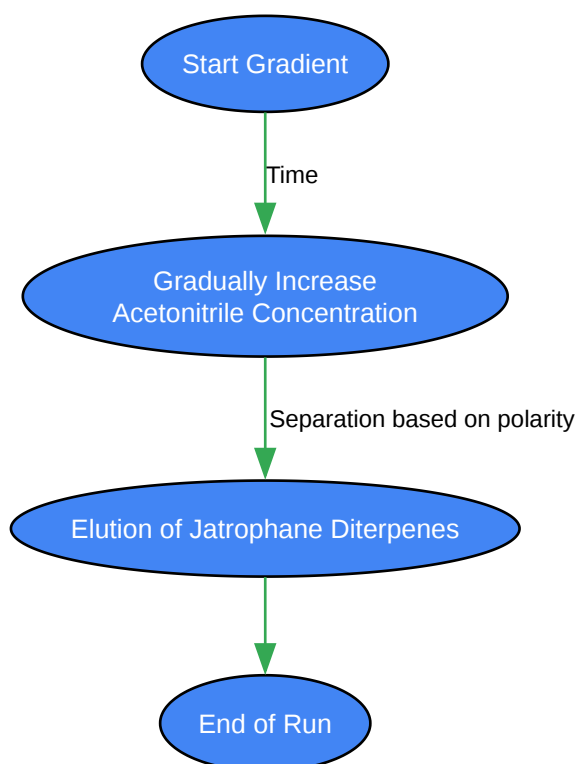 Start Gradient
Time
Gradually Increase
Acetonitrile Concentration
Separation based on polarity
Elution of Jatrophane Diterpenes
End of Run